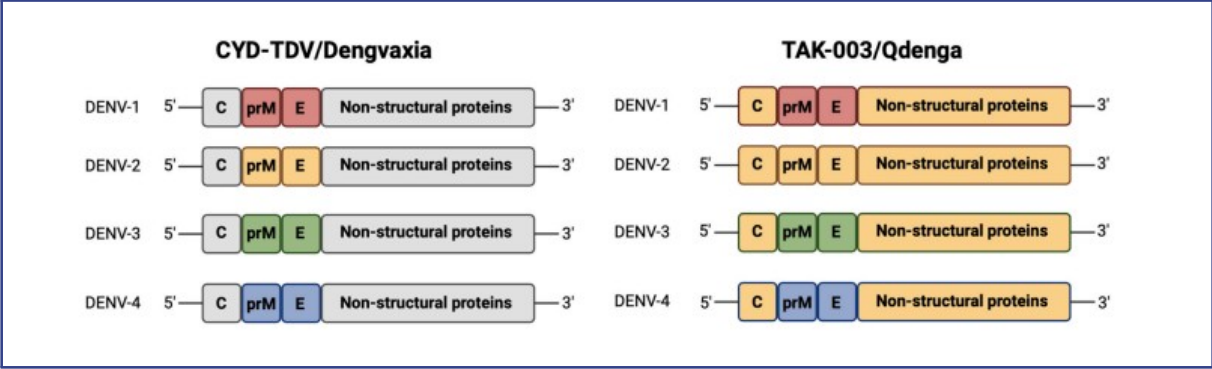 CYD-TDV/Dengvaxia
DENV-1 5' C prM E Non-structural proteins 3'
DENV-2 5' C prM E Non-structural proteins 3'
DENV-3 5' C prM E Non-structural proteins 3'
DENV-4 5' C prM E Non-structural proteins 3'
TAK-003/Qdenga
DENV-1 5' C prM E Non-structural proteins 3'
DENV-2 5' C prM E Non-structural proteins 3'
DENV-3 5' C prM E Non-structural proteins 3'
DENV-4 5' C prM E Non-structural proteins 3'